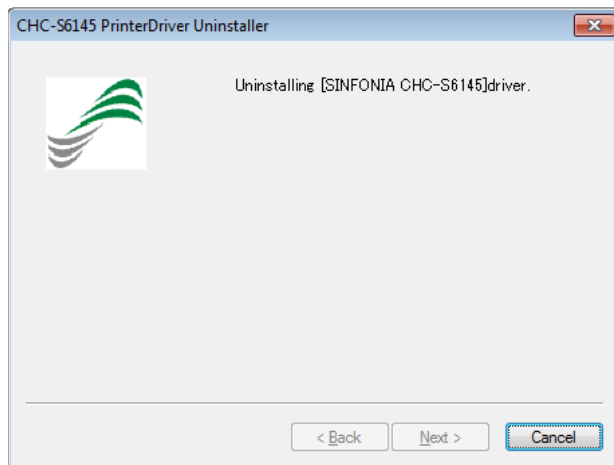 CHC-S6145 PrinterDriver Uninstaller
Uninstalling [SINFONIA CHC-S6145]driver.
< Back Next > Cancel